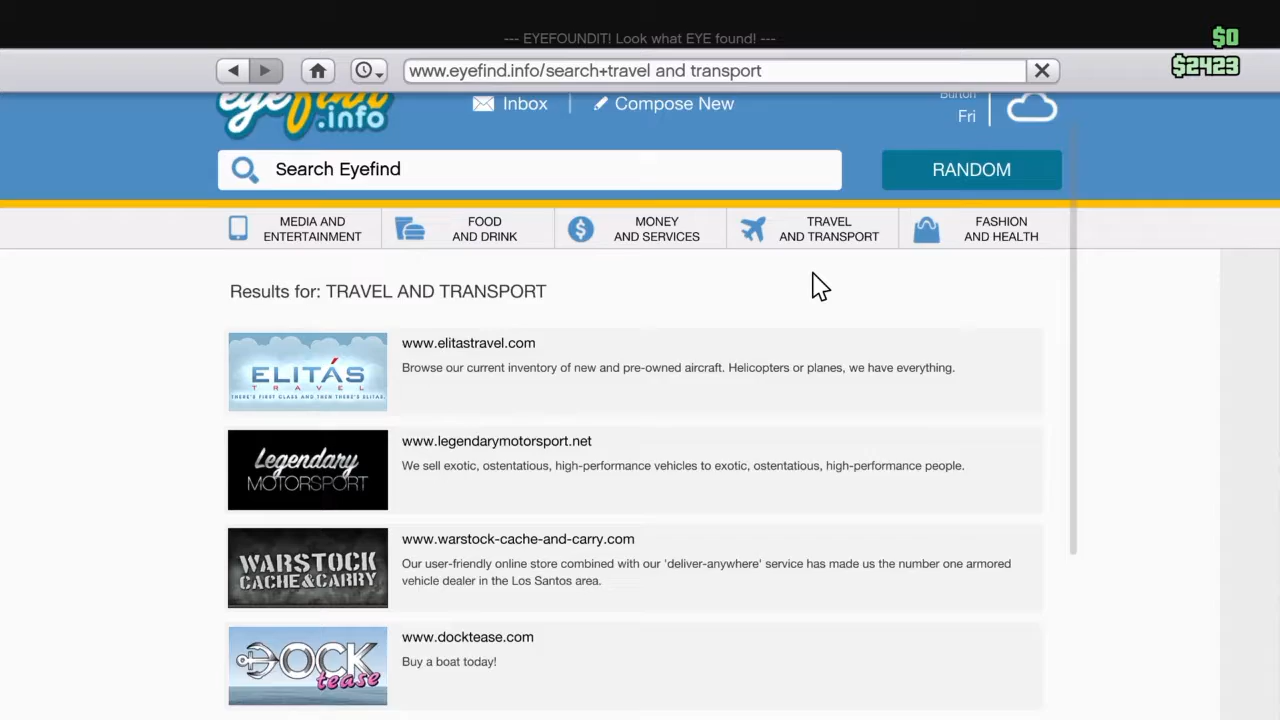 --- EYEFOUNDIT! Look what EYE found! ---
$0
$2423
www.eyefind.info/search+travel and transport
eyefind
.info
Inbox
Compose New
Burton
Fri
Search Eyefind
RANDOM
MEDIA AND
ENTERTAINMENT
FOOD
AND DRINK
MONEY
AND SERVICES
TRAVEL
AND TRANSPORT
FASHION
AND HEALTH
Results for: TRAVEL AND TRANSPORT
ELITÁS
TRAVEL
THERE'S FIRST CLASS AND THEN THERE'S ELITAS.
www.elitastravel.com
Browse our current inventory of new and pre-owned aircraft. Helicopters or planes, we have everything.
Legendary
MOTORSPORT
www.legendarymotorsport.net
We sell exotic, ostentatious, high-performance vehicles to exotic, ostentatious, high-performance people.
WARSTOCK
CACHE&CARRY
www.warstock-cache-and-carry.com
Our user-friendly online store combined with our 'deliver-anywhere' service has made us the number one armored
vehicle dealer in the Los Santos area.
DOCK
tease
www.docktease.com
Buy a boat today!